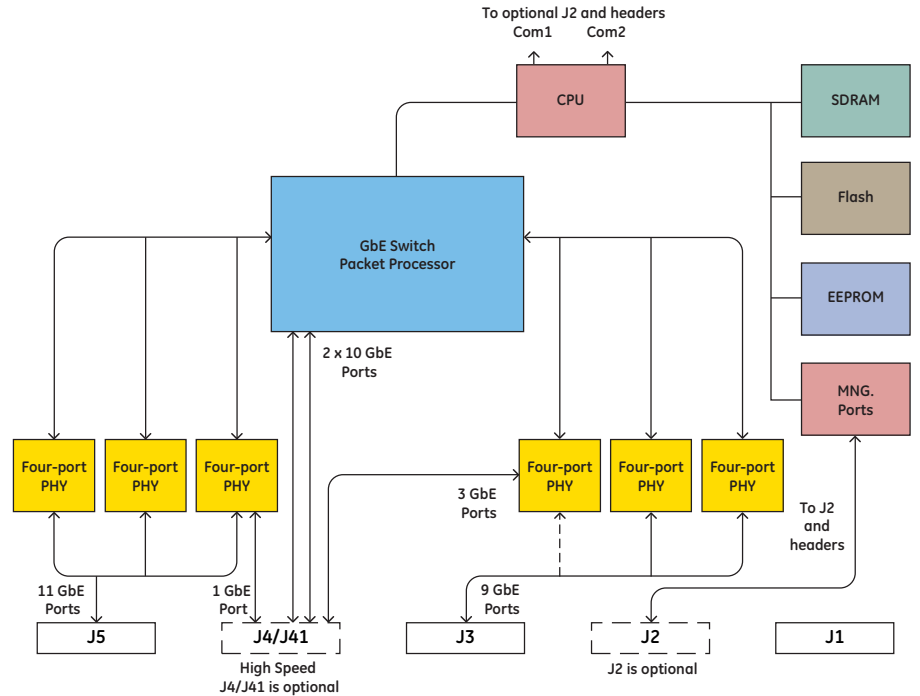 To optional J2 and headers
Com1
Com2
CPU
SDRAM
Flash
GbE Switch
Packet Processor
EEPROM
2 x 10 GbE
Ports
MNG.
Ports
Four-port
PHY
Four-port
PHY
Four-port
PHY
Four-port
PHY
Four-port
PHY
Four-port
PHY
3 GbE
Ports
To J2
and
headers
11 GbE
Ports
1 GbE
Port
9 GbE
Ports
J5
J4/J41
J3
J2
J1
High Speed
J4/J41 is optional
J2 is optional